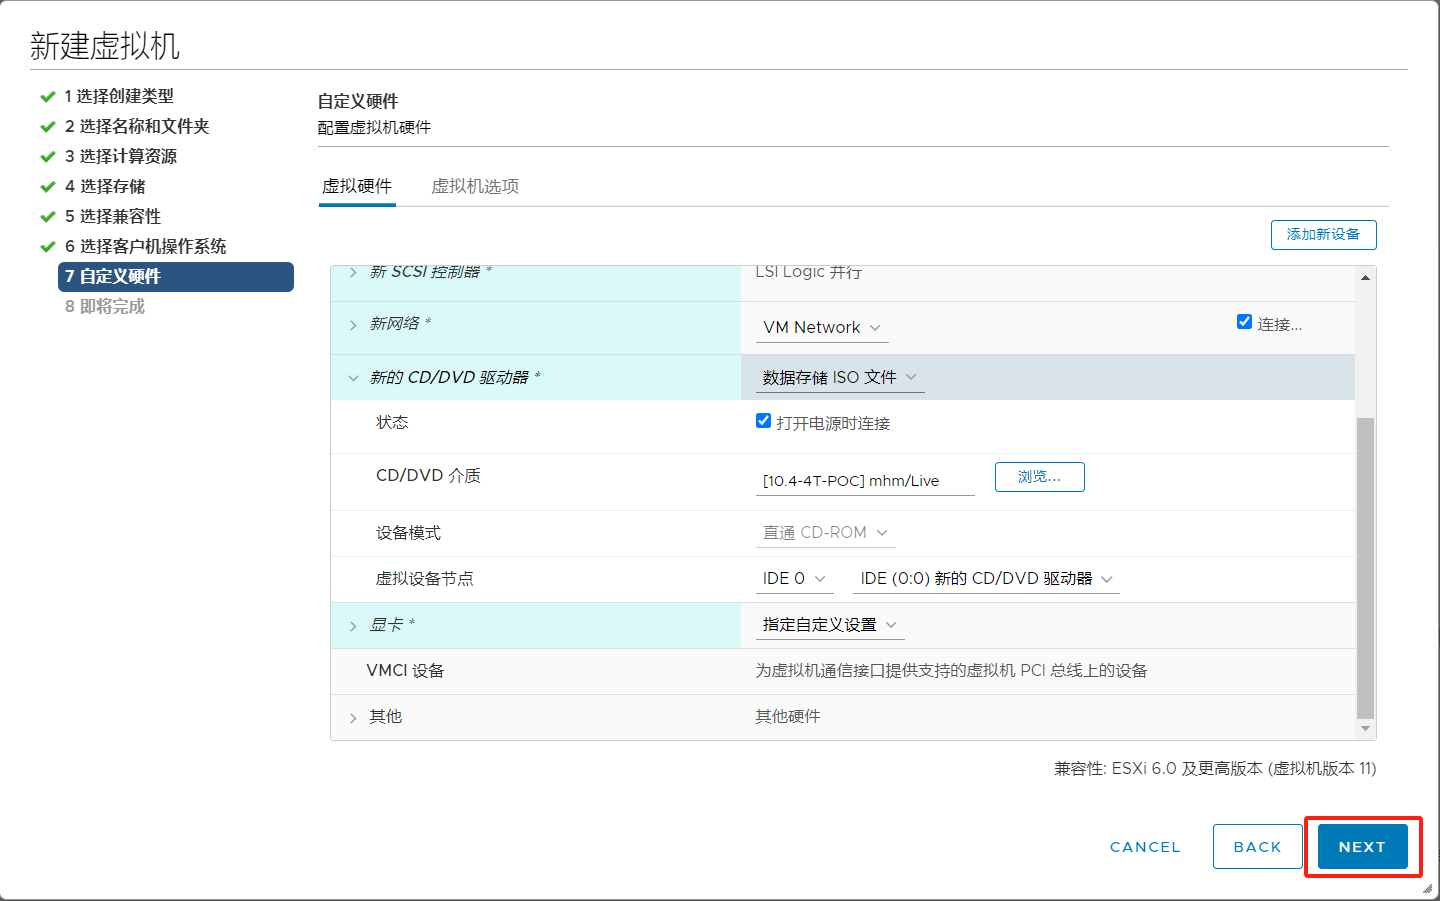 新建虚拟机
1 选择创建类型
2 选择名称和文件夹
3 选择计算资源
4 选择存储
5 选择兼容性
6 选择客户机操作系统
7 自定义硬件
8 即将完成
自定义硬件
配置虚拟机硬件
虚拟硬件 虚拟机选项
添加新设备
新 SCSI 控制器 * LSI Logic 并行
新网络 * VM Network 连接...
新的 CD/DVD 驱动器 * 数据存储 ISO 文件
状态 打开电源时连接
CD/DVD 介质 [10.4-4T-POC] mhm/Live 浏览...
设备模式 直通 CD-ROM
虚拟设备节点 IDE 0 IDE (0:0) 新的 CD/DVD 驱动器
显卡 * 指定自定义设置
VMCI 设备 为虚拟机通信接口提供支持的虚拟机 PCI 总线上的设备
其他 其他硬件
兼容性: ESXi 6.0 及更高版本 (虚拟机版本 11)
CANCEL BACK NEXT